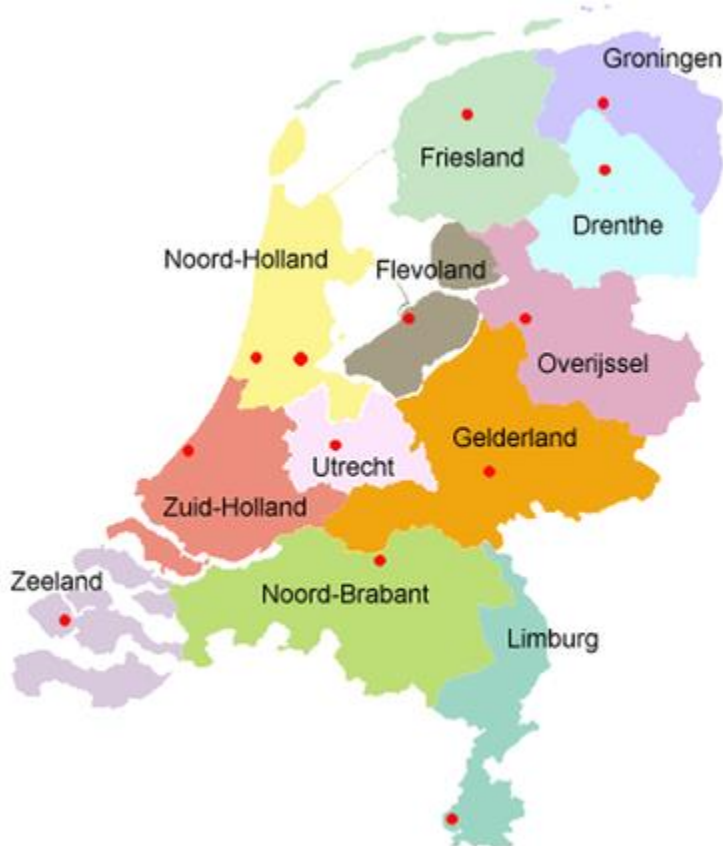 Groningen
Friesland
Drenthe
Noord-Holland
Flevoland
Overijssel
Gelderland
Utrecht
Zuid-Holland
Zeeland
Noord-Brabant
Limburg